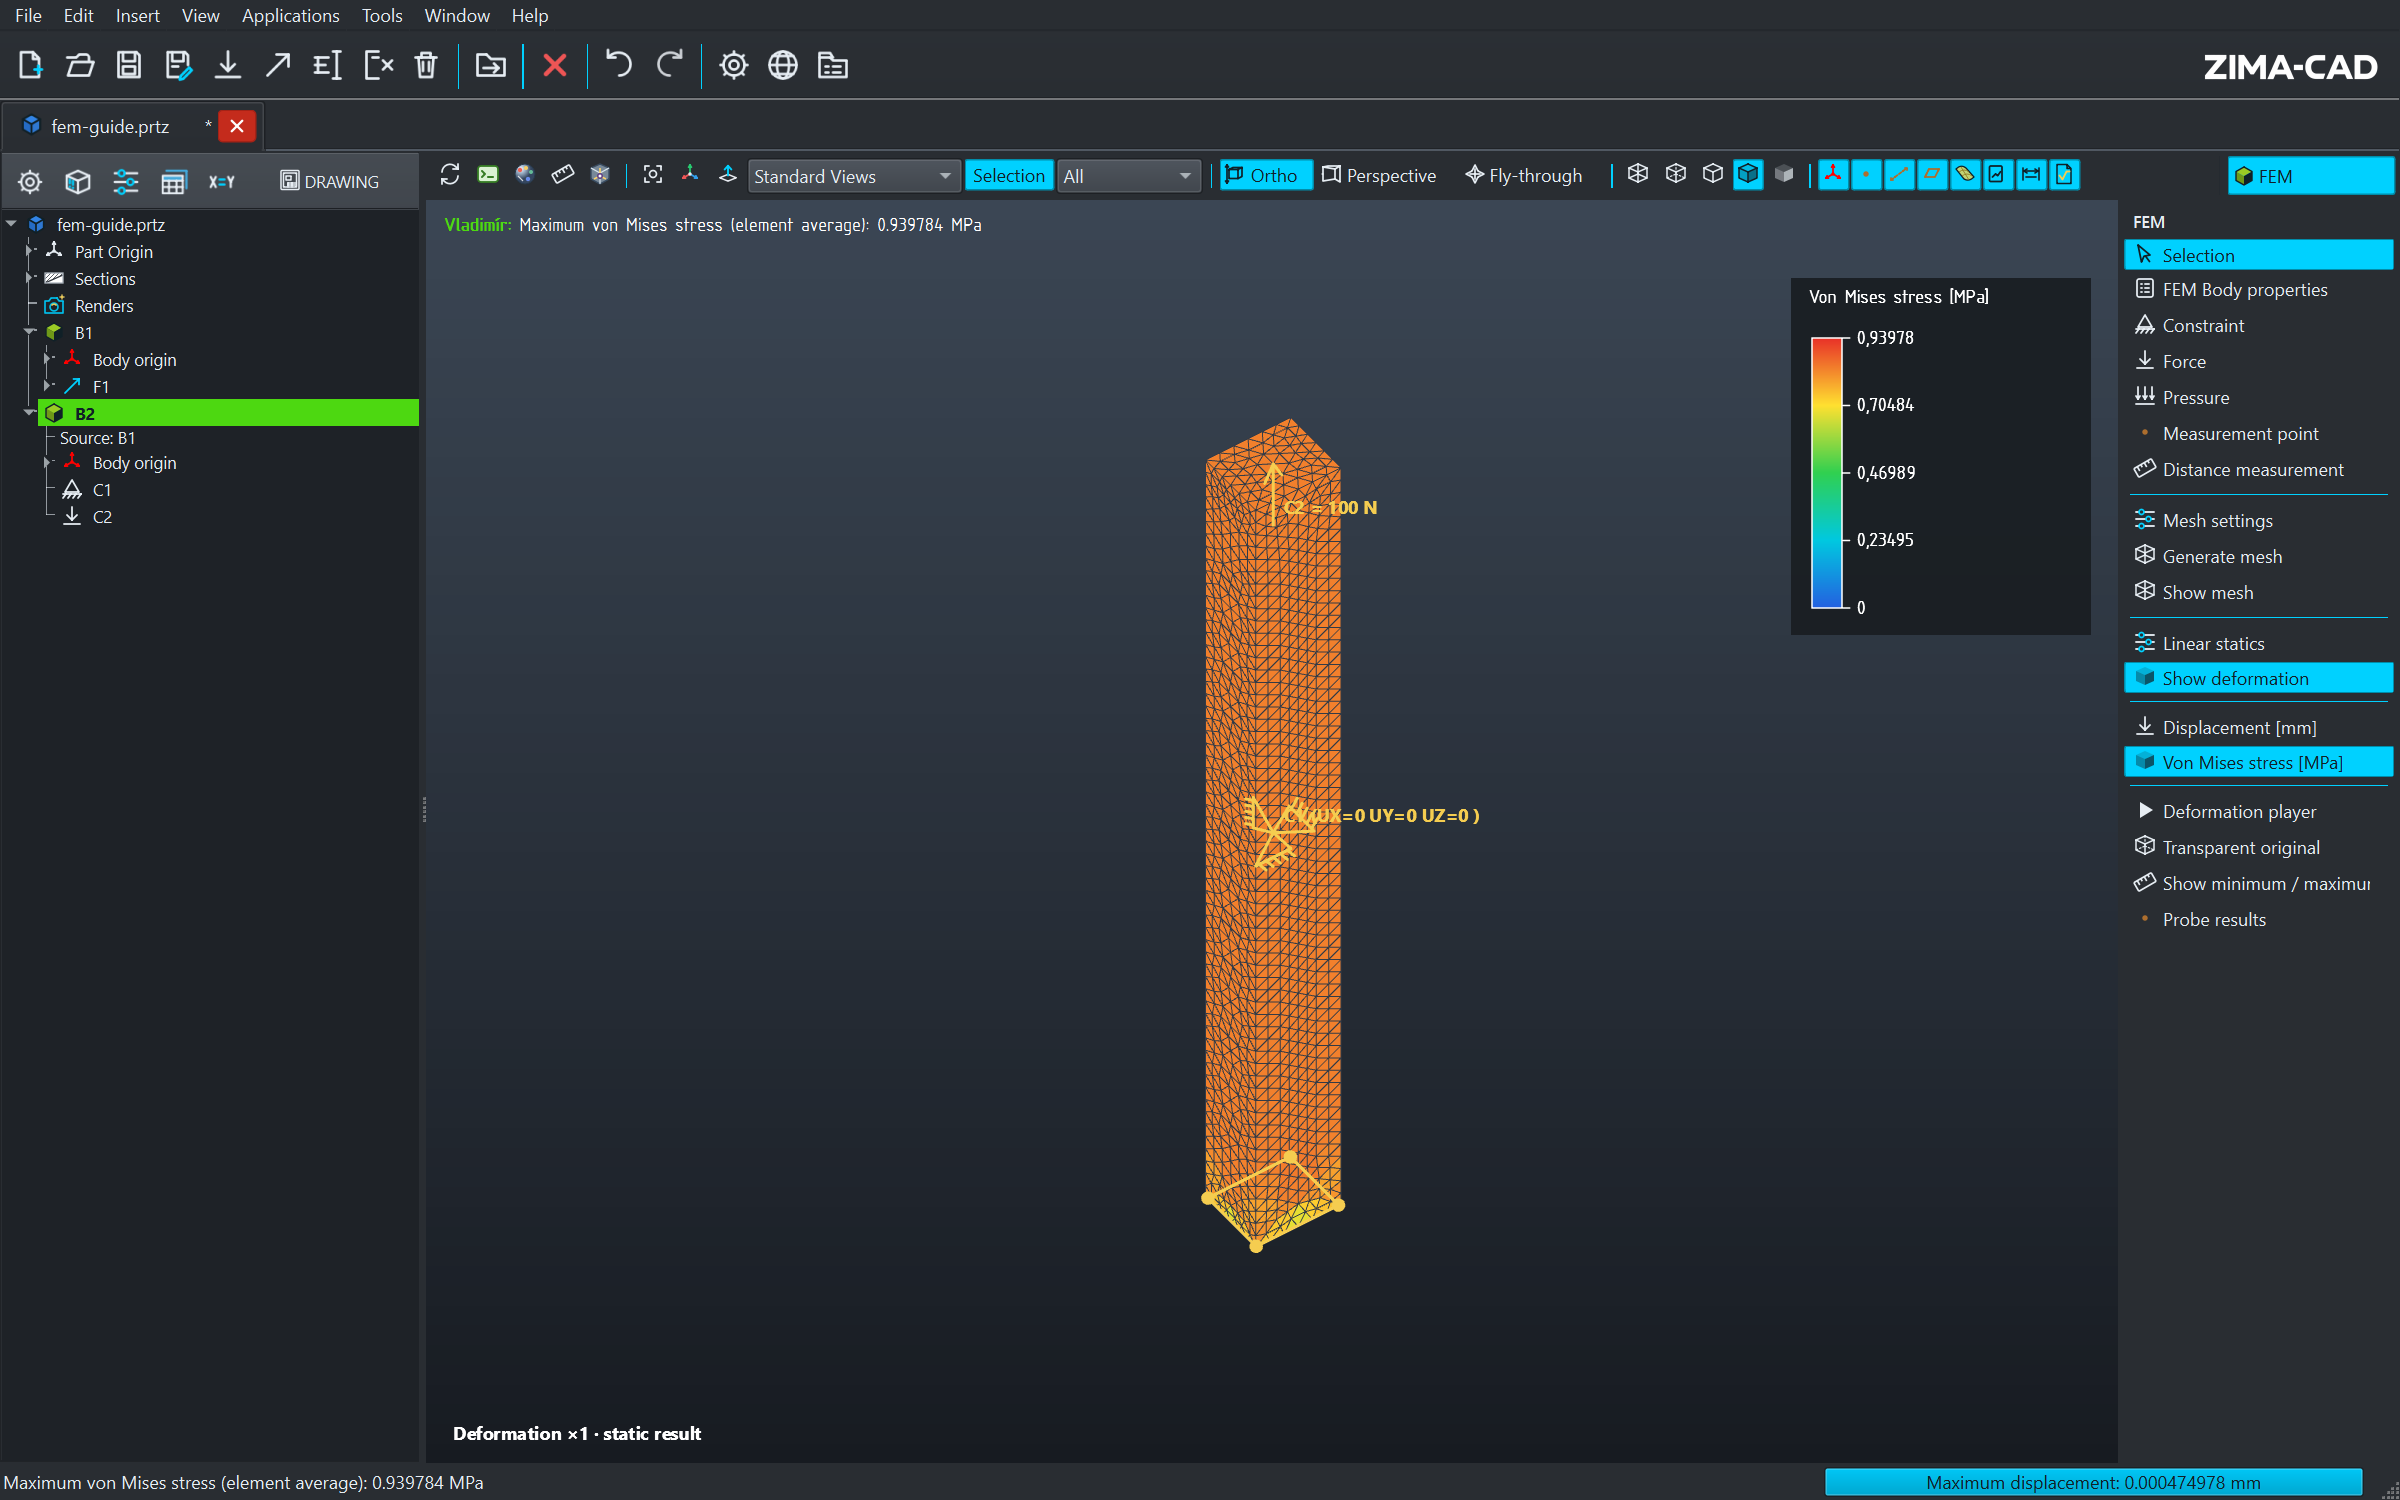 File Edit Insert View Applications Tools Window Help
ZIMA-CAD
fem-guide.prtz *
X=Y DRAWING
Standard Views Selection All Ortho Perspective Fly-through
FEM
fem-guide.prtz
Part Origin
Sections
Renders
B1
Body origin
F1
B2
Source: B1
Body origin
C1
C2
Vladimír: Maximum von Mises stress (element average): 0.939784 MPa
Von Mises stress [MPa]
0,93978
0,70484
0,46989
0,23495
0
C2 = 100 N
UX=0 UY=0 UZ=0 )
Deformation ×1 · static result
FEM
Selection
FEM Body properties
Constraint
Force
Pressure
Measurement point
Distance measurement
Mesh settings
Generate mesh
Show mesh
Linear statics
Show deformation
Displacement [mm]
Von Mises stress [MPa]
Deformation player
Transparent original
Show minimum / maximu
Probe results
Maximum von Mises stress (element average): 0.939784 MPa
Maximum displacement: 0.000474978 mm